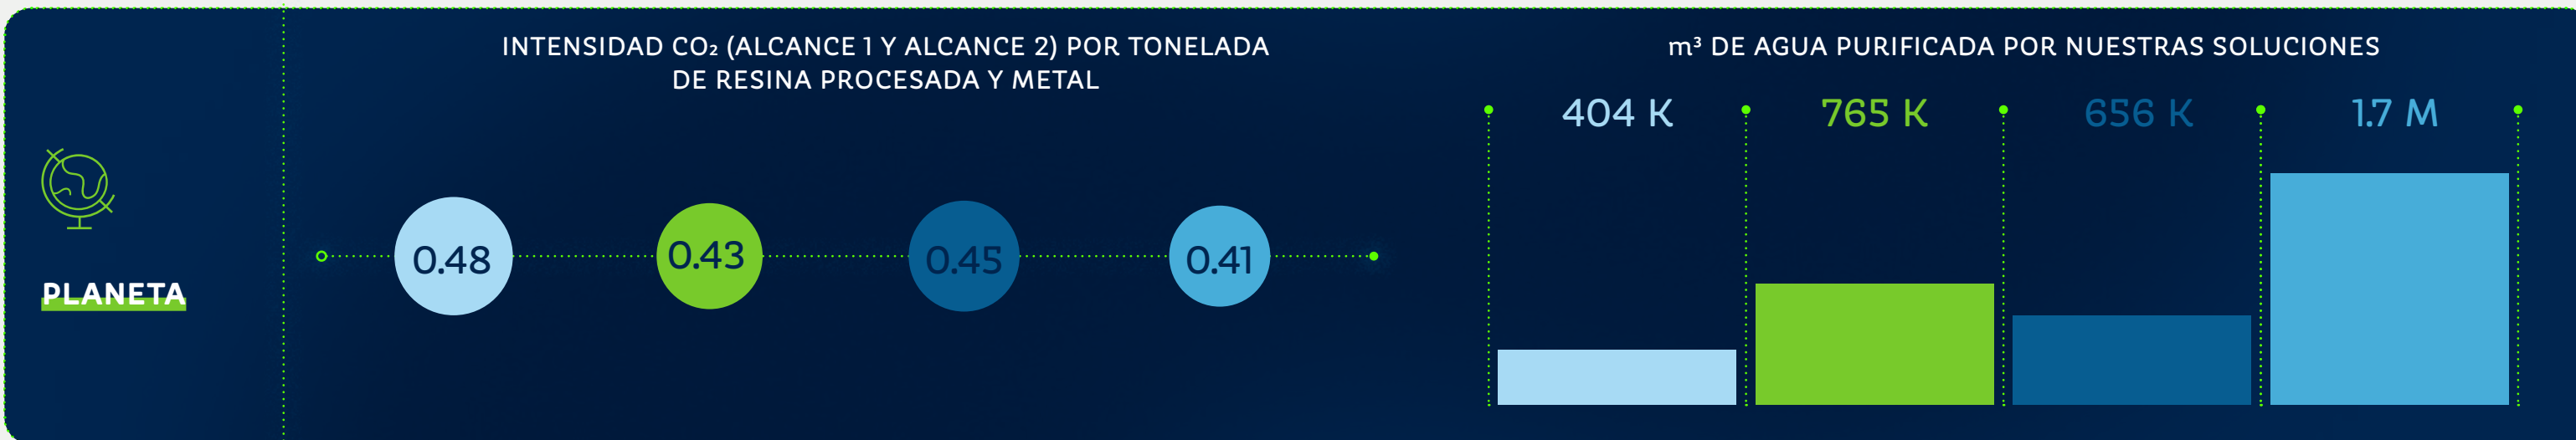 PLANETA
INTENSIDAD CO₂ (ALCANCE 1 Y ALCANCE 2) POR TONELADA
DE RESINA PROCESADA Y METAL
0.48
0.43
0.45
0.41
m³ DE AGUA PURIFICADA POR NUESTRAS SOLUCIONES
404 K
765 K
656 K
1.7 M